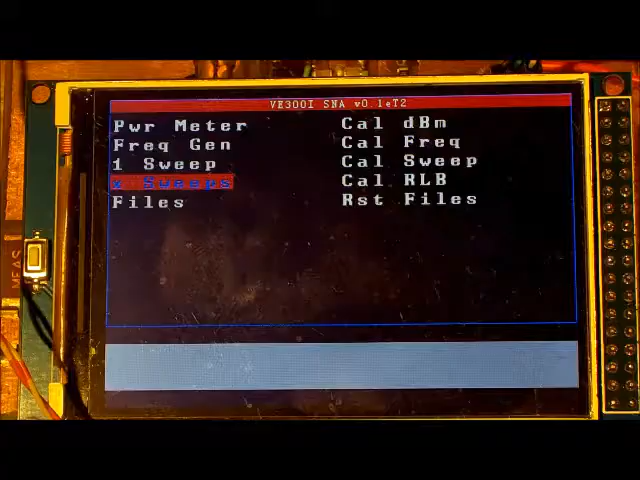 VE3OOI SNA v0.1eT2
Pwr Meter Cal dBm
Freq Gen Cal Freq
1 Sweep Cal Sweep
x Sweeps Cal RLB
Files Rst Files